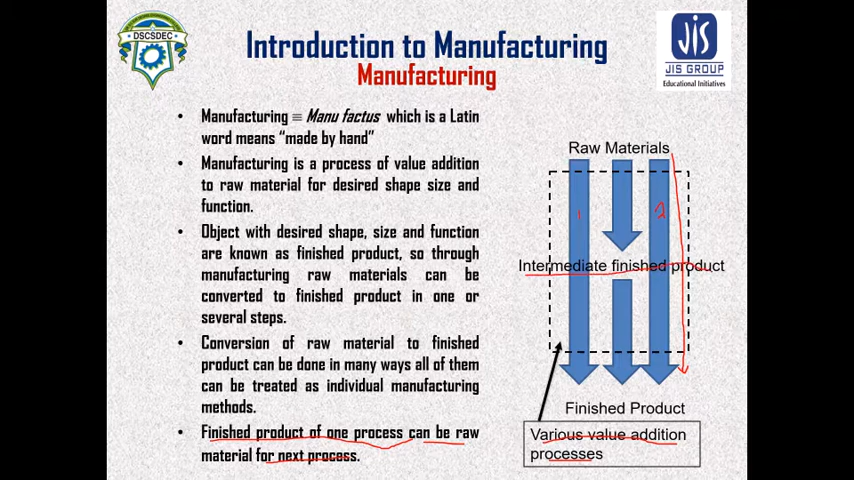 DSCSDEC
Introduction to Manufacturing
Manufacturing
JIS
JIS GROUP
Educational Initiatives
• Manufacturing ≡ Manu factus which is a Latin
word means “made by hand”
• Manufacturing is a process of value addition
to raw material for desired shape size and
function.
• Object with desired shape, size and function
are known as finished product, so through
manufacturing raw materials can be
converted to finished product in one or
several steps.
• Conversion of raw material to finished
product can be done in many ways all of them
can be treated as individual manufacturing
methods.
• Finished product of one process can be raw
material for next process.
Raw Materials
1 2
Intermediate finished product
Finished Product
Various value addition
processes